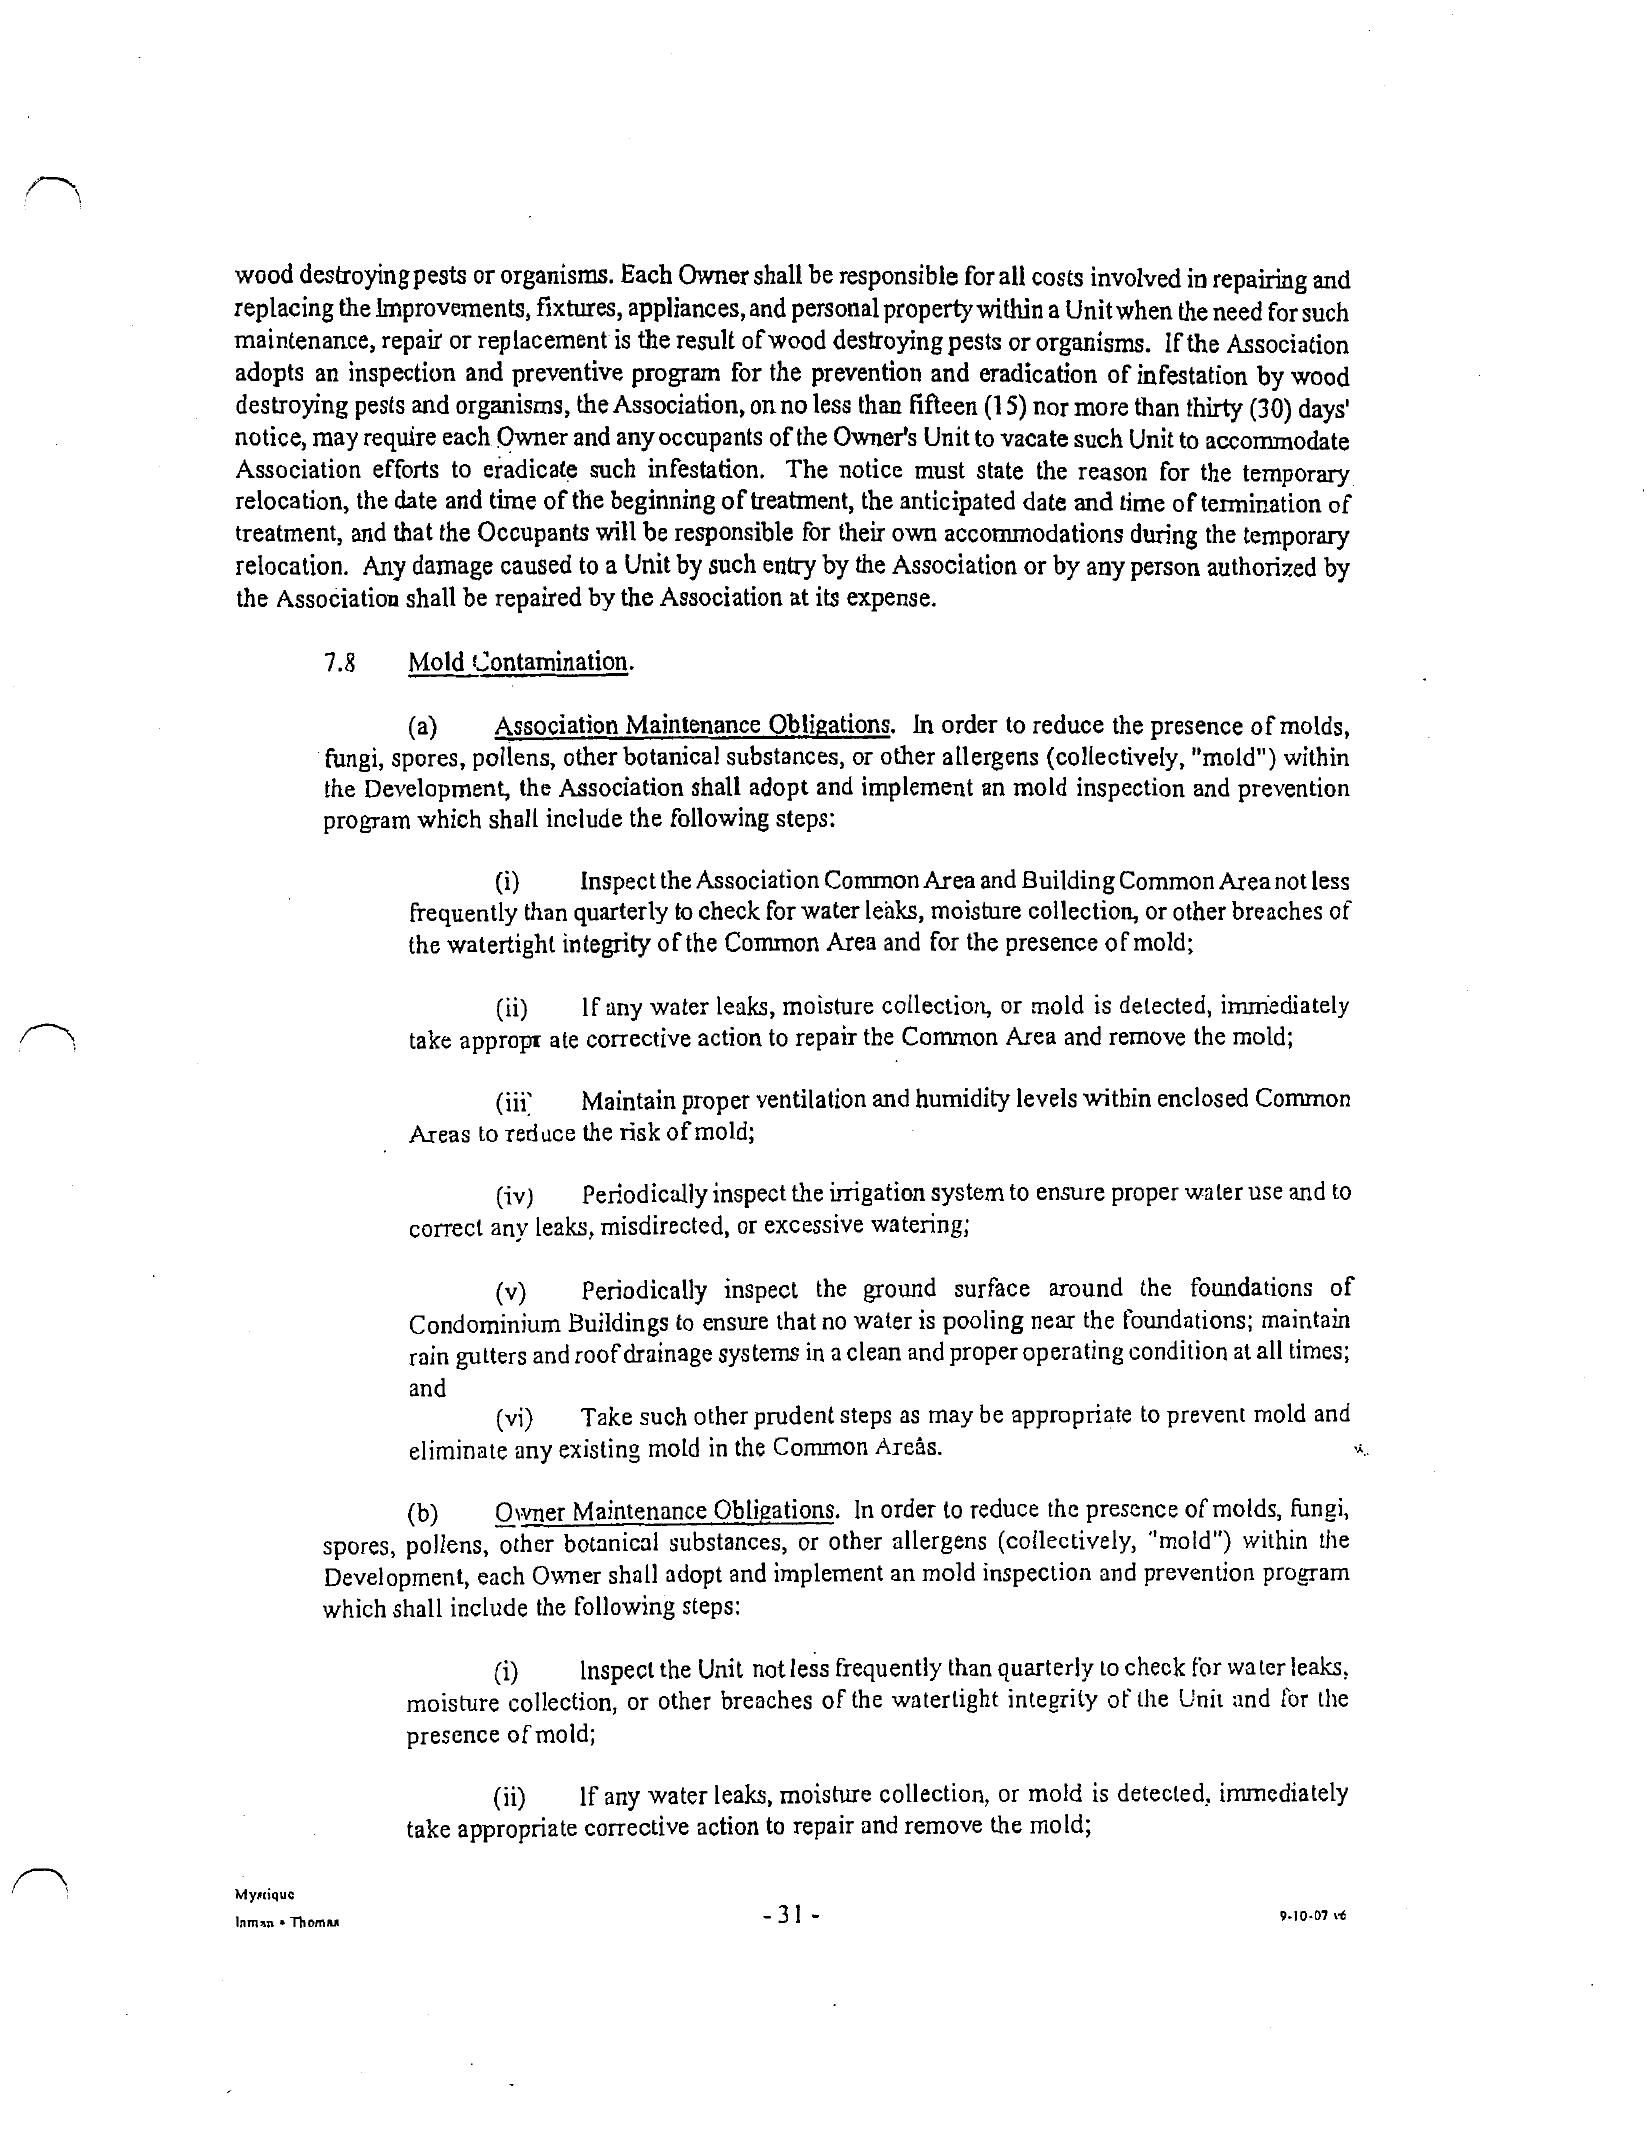 wood destroying pests or organisms. Each Owner shall be responsible for all costs involved in repairing and
replacing the Improvements, fixtures, appliances, and personal property within a Unit when the need for such
maintenance, repair or replacement is the result of wood destroying pests or organisms. If the Association
adopts an inspection and preventive program for the prevention and eradication of infestation by wood
destroying pests and organisms, the Association, on no less than fifteen (15) nor more than thirty (30) days'
notice, may require each Owner and any occupants of the Owner's Unit to vacate such Unit to accommodate
Association efforts to eradicate such infestation. The notice must state the reason for the temporary
relocation, the date and time of the beginning of treatment, the anticipated date and time of termination of
treatment, and that the Occupants will be responsible for their own accommodations during the temporary
relocation. Any damage caused to a Unit by such entry by the Association or by any person authorized by
the Association shall be repaired by the Association at its expense.
7.8 Mold Contamination.
(a) Association Maintenance Obligations. In order to reduce the presence of molds,
fungi, spores, pollens, other botanical substances, or other allergens (collectively, "mold") within
the Development, the Association shall adopt and implement an mold inspection and prevention
program which shall include the following steps:
(i) Inspect the Association Common Area and Building Common Area not less
frequently than quarterly to check for water leaks, moisture collection, or other breaches of
the watertight integrity of the Common Area and for the presence of mold;
(ii) If any water leaks, moisture collection, or mold is detected, immediately
take appropr ate corrective action to repair the Common Area and remove the mold;
(iii) Maintain proper ventilation and humidity levels within enclosed Common
Areas to reduce the risk of mold;
(iv) Periodically inspect the irrigation system to ensure proper water use and to
correct any leaks, misdirected, or excessive watering;
(v) Periodically inspect the ground surface around the foundations of
Condominium Buildings to ensure that no water is pooling near the foundations; maintain
rain gutters and roof drainage systems in a clean and proper operating condition at all times;
and
(vi) Take such other prudent steps as may be appropriate to prevent mold and
eliminate any existing mold in the Common Areas.
(b) Owner Maintenance Obligations. In order to reduce the presence of molds, fungi,
spores, pollens, other botanical substances, or other allergens (collectively, "mold") within the
Development, each Owner shall adopt and implement an mold inspection and prevention program
which shall include the following steps:
(i) Inspect the Unit not less frequently than quarterly to check for water leaks,
moisture collection, or other breaches of the watertight integrity of the Unit and for the
presence of mold;
(ii) If any water leaks, moisture collection, or mold is detected, immediately
take appropriate corrective action to repair and remove the mold;
Mystique
Inman • Thomas
- 31 -
9-10-07 v6